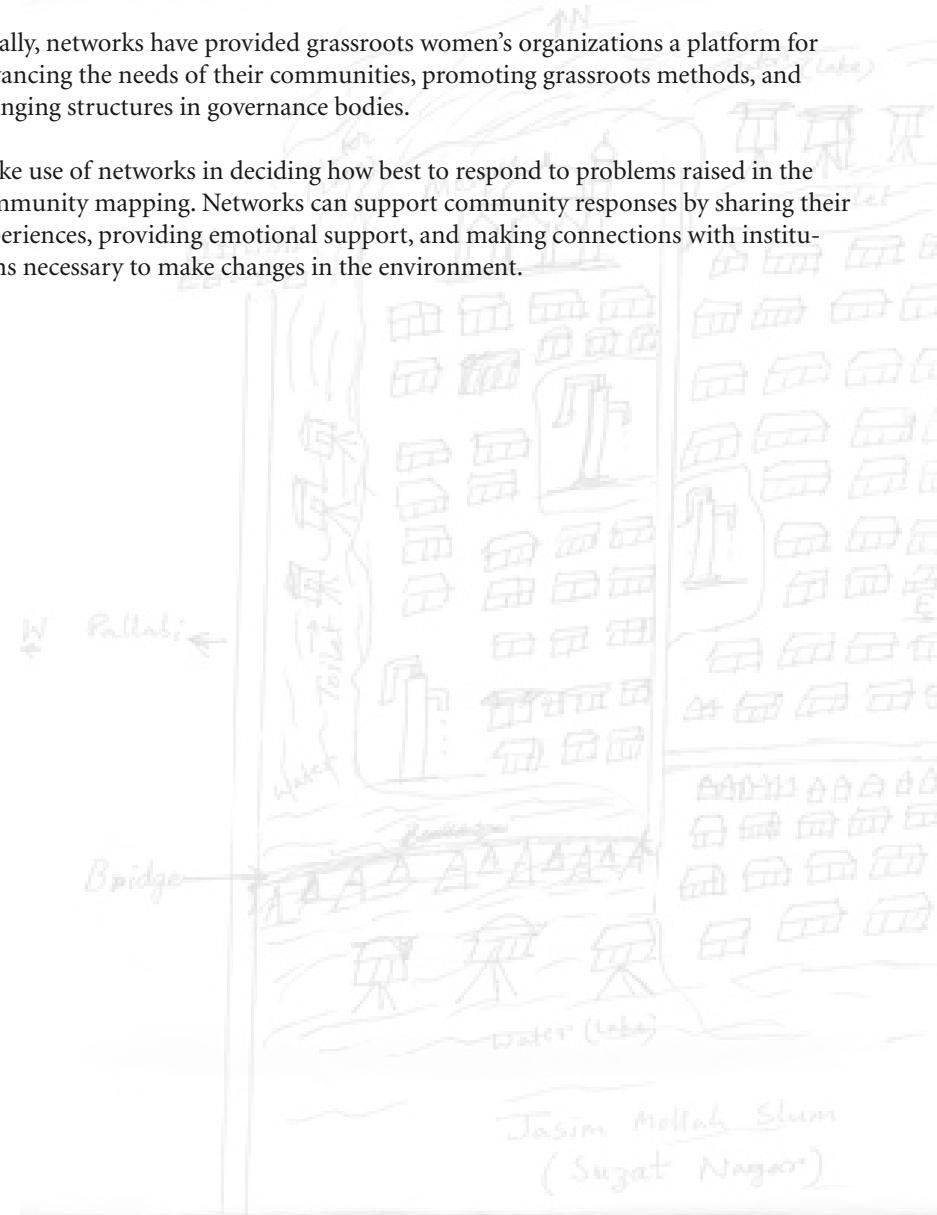 ally, networks have provided grassroots women's organizations a platform for
vancing the needs of their communities, promoting grassroots methods, and
nging structures in governance bodies.
ke use of networks in deciding how best to respond to problems raised in the
mmunity mapping. Networks can support community responses by sharing their
periences, providing emotional support, and making connections with institu-
ns necessary to make changes in the environment.
N
W Pallabi
E
Toilet
Water
Bridge
Water (Lake)
Jasim Mollah Slum
(Suzat Nagar)